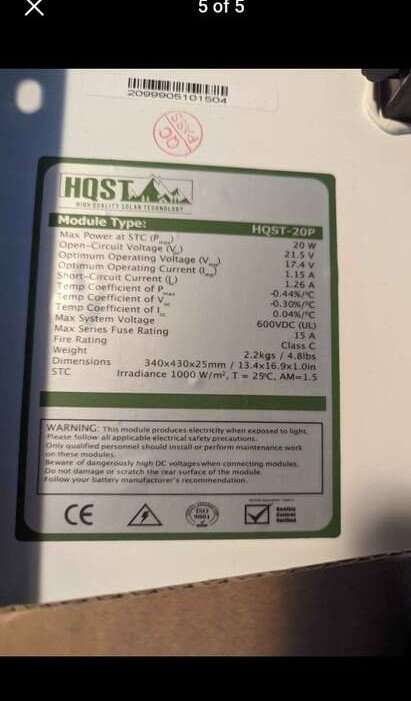 5 of 5
2099905101504
QC
PASS
HQST
HIGH QUALITY SOLAR TECHNOLOGY
Module Type: HQST-20P
Max Power at STC (Pmax) 20 W
Open-Circuit Voltage (Voc) 21.5 V
Optimum Operating Voltage (Vmp) 17.4 V
Optimum Operating Current (Imp) 1.15 A
Short-Circuit Current (Isc) 1.26 A
Temp Coefficient of Pmax -0.44%/°C
Temp Coefficient of Voc -0.30%/°C
Temp Coefficient of Isc 0.04%/°C
Max System Voltage 600VDC (UL)
Max Series Fuse Rating 15 A
Fire Rating Class C
Weight 2.2kgs / 4.8lbs
Dimensions 340x430x25mm / 13.4x16.9x1.0in
STC Irradiance 1000 W/m², T = 25°C, AM=1.5
WARNING: This module produces electricity when exposed to light.
Please follow all applicable electrical safety precautions.
Only qualified personnel should install or perform maintenance work
on these modules.
Beware of dangerously high DC voltages when connecting modules.
Do not damage or scratch the rear surface of the module.
Follow your battery manufacturer's recommendation.
CE
ISO
9001
Quality
Control
Verified